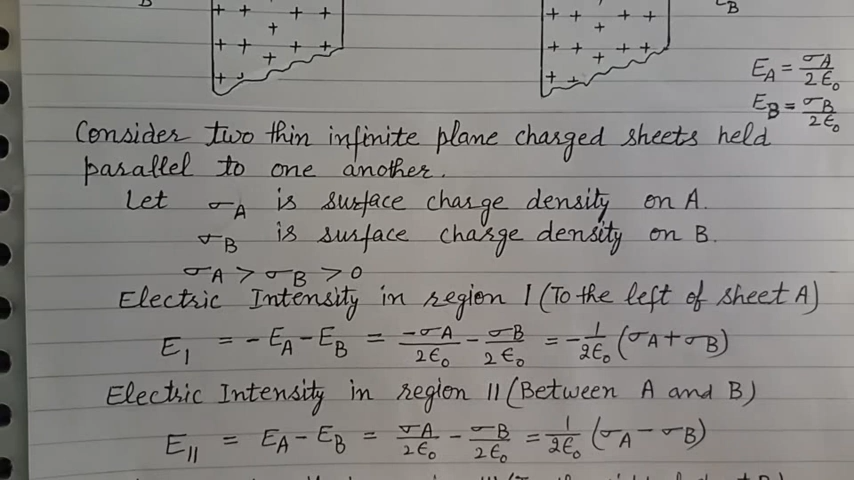 B
B
E_A = σ_A / 2ε₀
E_B = σ_B / 2ε₀
Consider two thin infinite plane charged sheets held
parallel to one another.
Let σ_A is surface charge density on A.
σ_B is surface charge density on B.
σ_A > σ_B > 0
Electric Intensity in region I (To the left of sheet A)
E_I = -E_A - E_B = -σ_A / 2ε₀ - σ_B / 2ε₀ = -1 / 2ε₀ (σ_A + σ_B)
Electric Intensity in region II (Between A and B)
E_II = E_A - E_B = σ_A / 2ε₀ - σ_B / 2ε₀ = 1 / 2ε₀ (σ_A - σ_B)